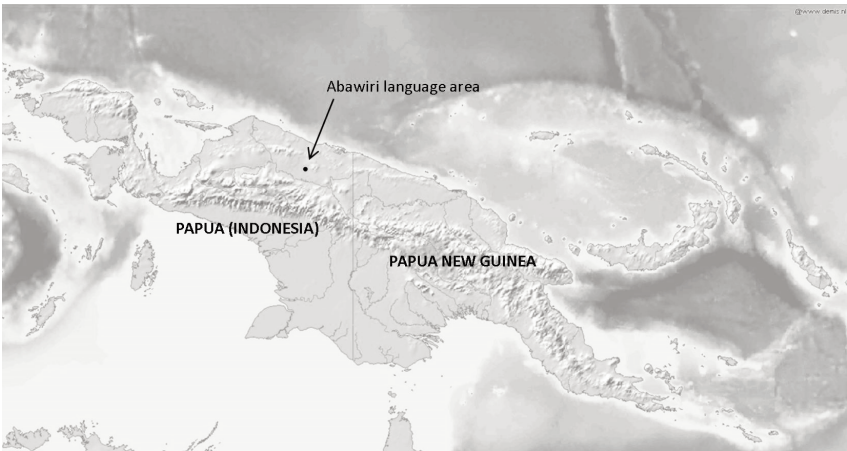 @www.demis.nl
Abawiri language area
PAPUA (INDONESIA)
PAPUA NEW GUINEA